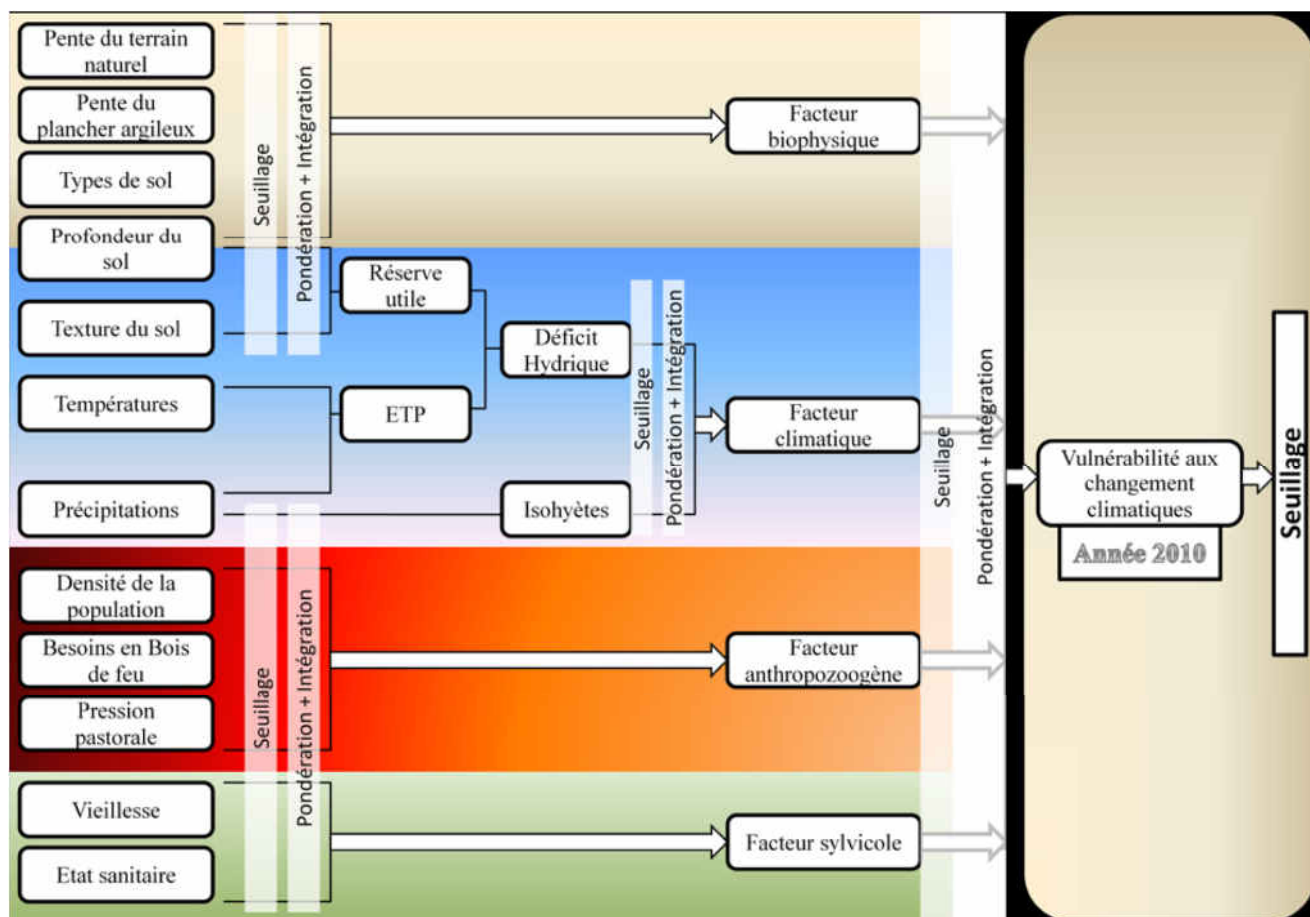 Pente du terrain
naturel
Pente du
plancher argileux
Types de sol
Profondeur du
sol
Texture du sol
Températures
Précipitations
Densité de la
population
Besoins en Bois
de feu
Pression
pastorale
Vieillesse
Etat sanitaire
Seuillage
Pondération + Intégration
Seuillage
Pondération + Intégration
Réserve
utile
ETP
Déficit
Hydrique
Isohyètes
Seuillage
Pondération + Intégration
Facteur
biophysique
Facteur
climatique
Facteur
anthropozoogène
Facteur sylvicole
Seuillage
Pondération + Intégration
Vulnérabilité aux
changement
climatiques
Année 2010
Seuillage